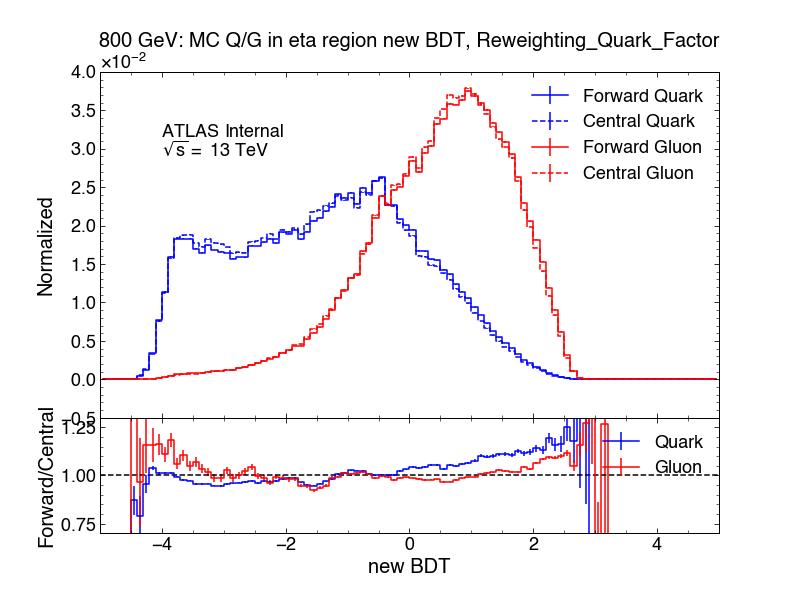 800 GeV: MC Q/G in eta region new BDT, Reweighting_Quark_Factor
×10⁻²
4.0
3.5
3.0
2.5
2.0
1.5
1.0
0.5
0.0
−0.5
Normalized
ATLAS Internal
√s = 13 TeV
Forward Quark
Central Quark
Forward Gluon
Central Gluon
1.25
1.00
0.75
Forward/Central
Quark
Gluon
−4 −2 0 2 4
new BDT